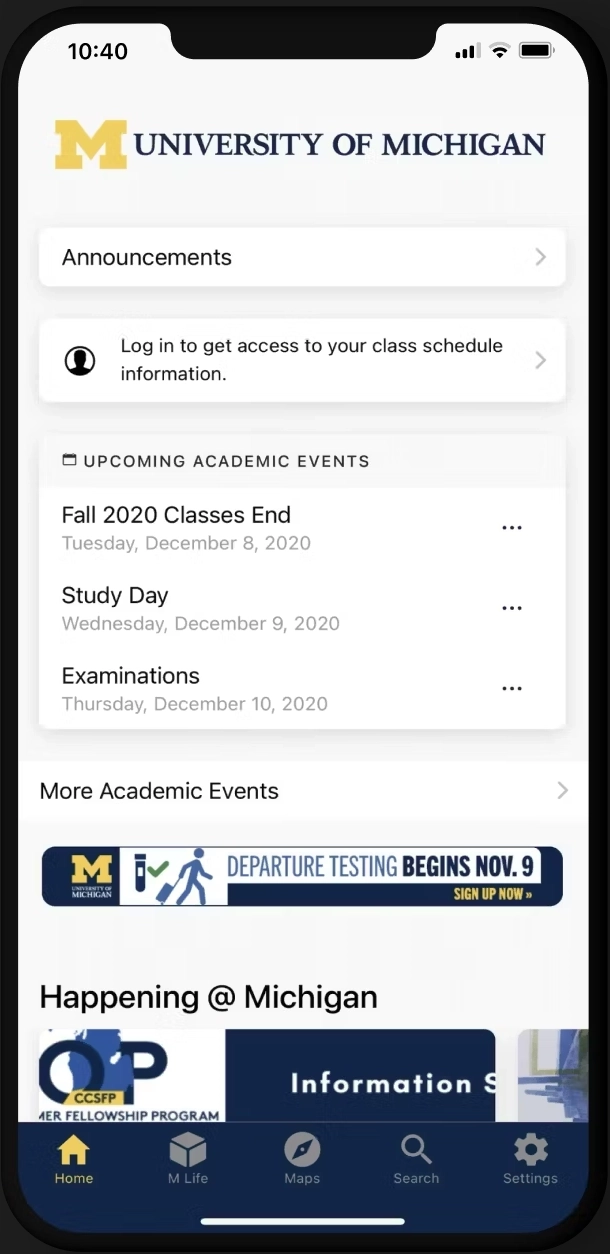 10:40
M UNIVERSITY OF MICHIGAN
Announcements
Log in to get access to your class schedule
information.
UPCOMING ACADEMIC EVENTS
Fall 2020 Classes End
Tuesday, December 8, 2020
Study Day
Wednesday, December 9, 2020
Examinations
Thursday, December 10, 2020
More Academic Events
M
UNIVERSITY OF
MICHIGAN
DEPARTURE TESTING BEGINS NOV. 9
SIGN UP NOW »
Happening @ Michigan
OP
CCSFP
MER FELLOWSHIP PROGRAM
Information S
Home
M Life
Maps
Search
Settings